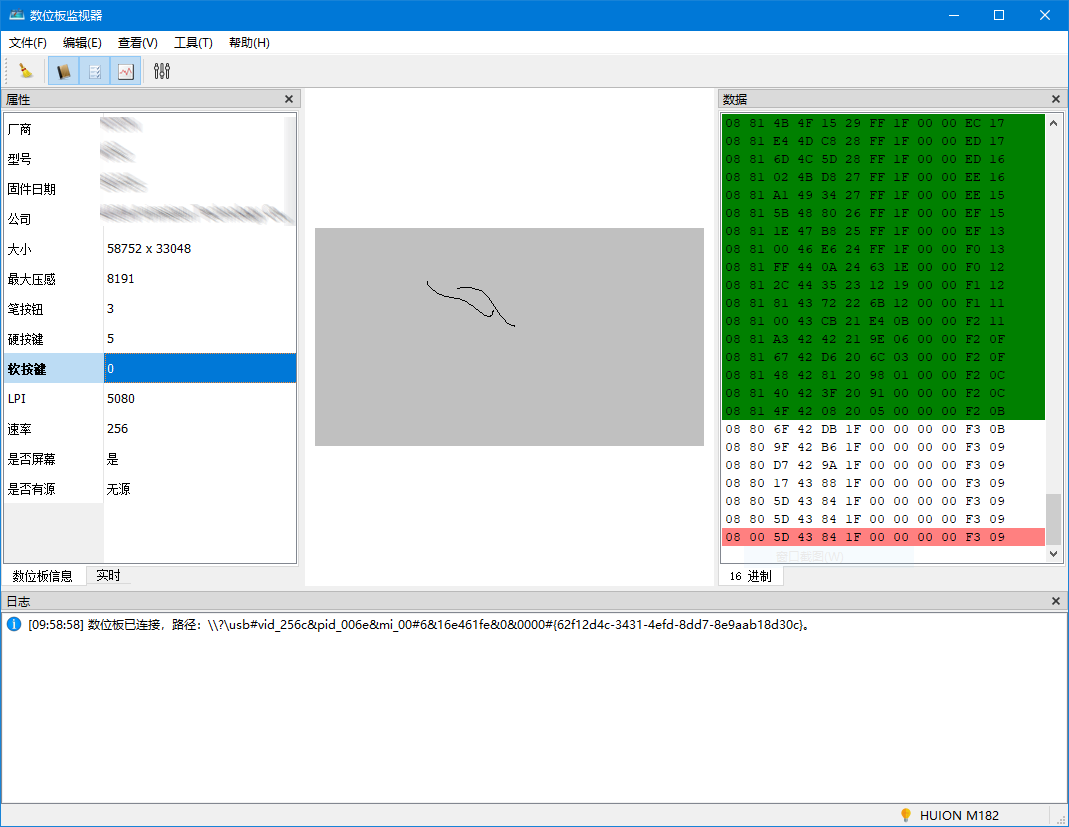 数位板监视器
文件(F) 编辑(E) 查看(V) 工具(T) 帮助(H)
属性
厂商
型号
固件日期
公司
大小 58752 x 33048
最大压感 8191
笔按钮 3
硬按键 5
软按键 0
LPI 5080
速率 256
是否屏幕 是
是否有源 无源
数位板信息 实时
数据
08 81 4B 4F 15 29 FF 1F 00 00 EC 17
08 81 E4 4D C8 28 FF 1F 00 00 ED 17
08 81 6D 4C 5D 28 FF 1F 00 00 ED 16
08 81 02 4B D8 27 FF 1F 00 00 EE 16
08 81 A1 49 34 27 FF 1F 00 00 EE 15
08 81 5B 48 80 26 FF 1F 00 00 EF 15
08 81 1E 47 B8 25 FF 1F 00 00 EF 13
08 81 00 46 E6 24 FF 1F 00 00 F0 13
08 81 FF 44 0A 24 63 1E 00 00 F0 12
08 81 2C 44 35 23 12 19 00 00 F1 12
08 81 81 43 72 22 6B 12 00 00 F1 11
08 81 00 43 CB 21 E4 0B 00 00 F2 11
08 81 A3 42 42 21 9E 06 00 00 F2 0F
08 81 67 42 D6 20 6C 03 00 00 F2 0F
08 81 48 42 81 20 98 01 00 00 F2 0C
08 81 40 42 3F 20 91 00 00 00 F2 0C
08 81 4F 42 08 20 05 00 00 00 F2 0B
08 80 6F 42 DB 1F 00 00 00 00 F3 0B
08 80 9F 42 B6 1F 00 00 00 00 F3 09
08 80 D7 42 9A 1F 00 00 00 00 F3 09
08 80 17 43 88 1F 00 00 00 00 F3 09
08 80 5D 43 84 1F 00 00 00 00 F3 09
08 80 5D 43 84 1F 00 00 00 00 F3 09
08 00 5D 43 84 1F 00 00 00 00 F3 09
窗口截图(W)
16 进制
日志
[09:58:58] 数位板已连接，路径：\\?\usb#vid_256c&pid_006e&mi_00#6&16e461fe&0&0000#{62f12d4c-3431-4efd-8dd7-8e9aab18d30c}。
HUION M182